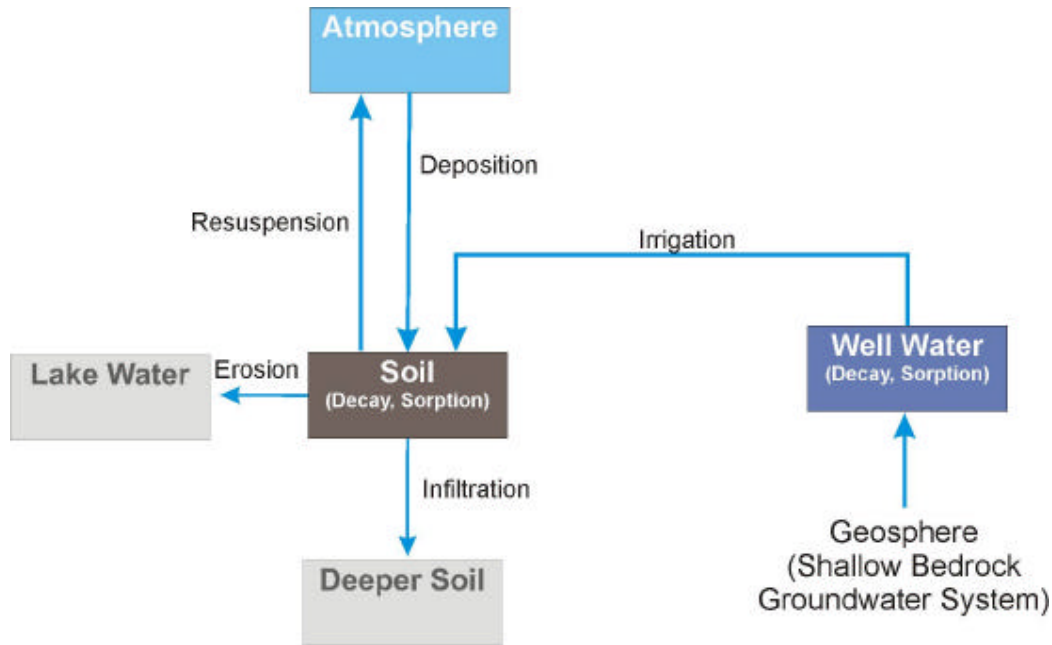 Atmosphere
Deposition
Resuspension
Irrigation
Lake Water
Erosion
Soil
(Decay, Sorption)
Well Water
(Decay, Sorption)
Infiltration
Deeper Soil
Geosphere
(Shallow Bedrock
Groundwater System)